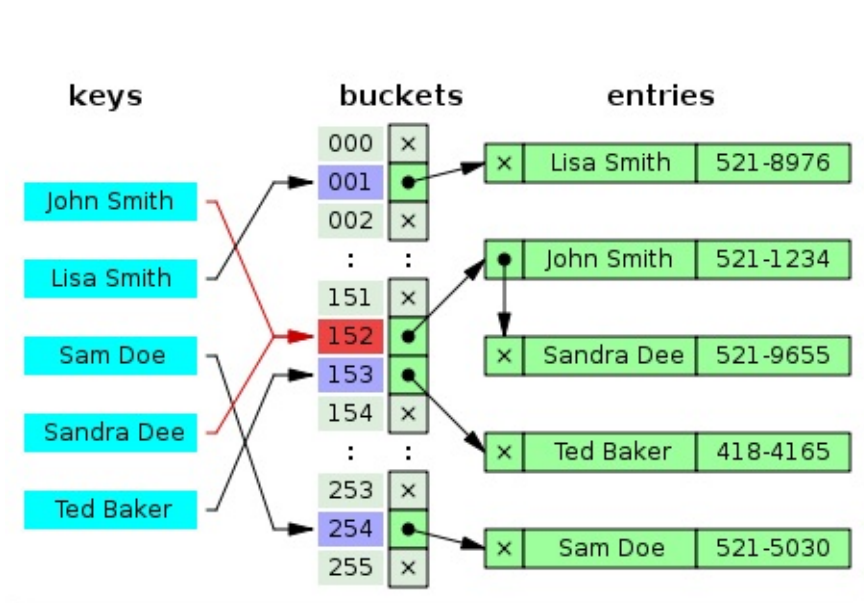 keys
buckets
entries
John Smith
Lisa Smith
Sam Doe
Sandra Dee
Ted Baker
000 ×
001
002 ×
: :
151 ×
152
153
154 ×
: :
253 ×
254
255 ×
× Lisa Smith 521-8976
John Smith 521-1234
× Sandra Dee 521-9655
× Ted Baker 418-4165
× Sam Doe 521-5030